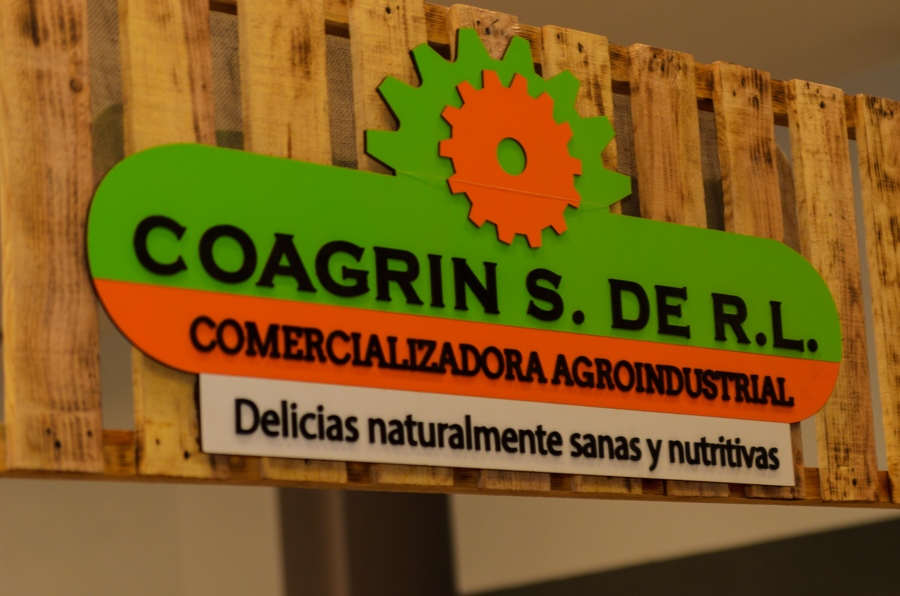 COAGRIN S. DE R.L.
COMERCIALIZADORA AGROINDUSTRIAL
Delicias naturalmente sanas y nutritivas